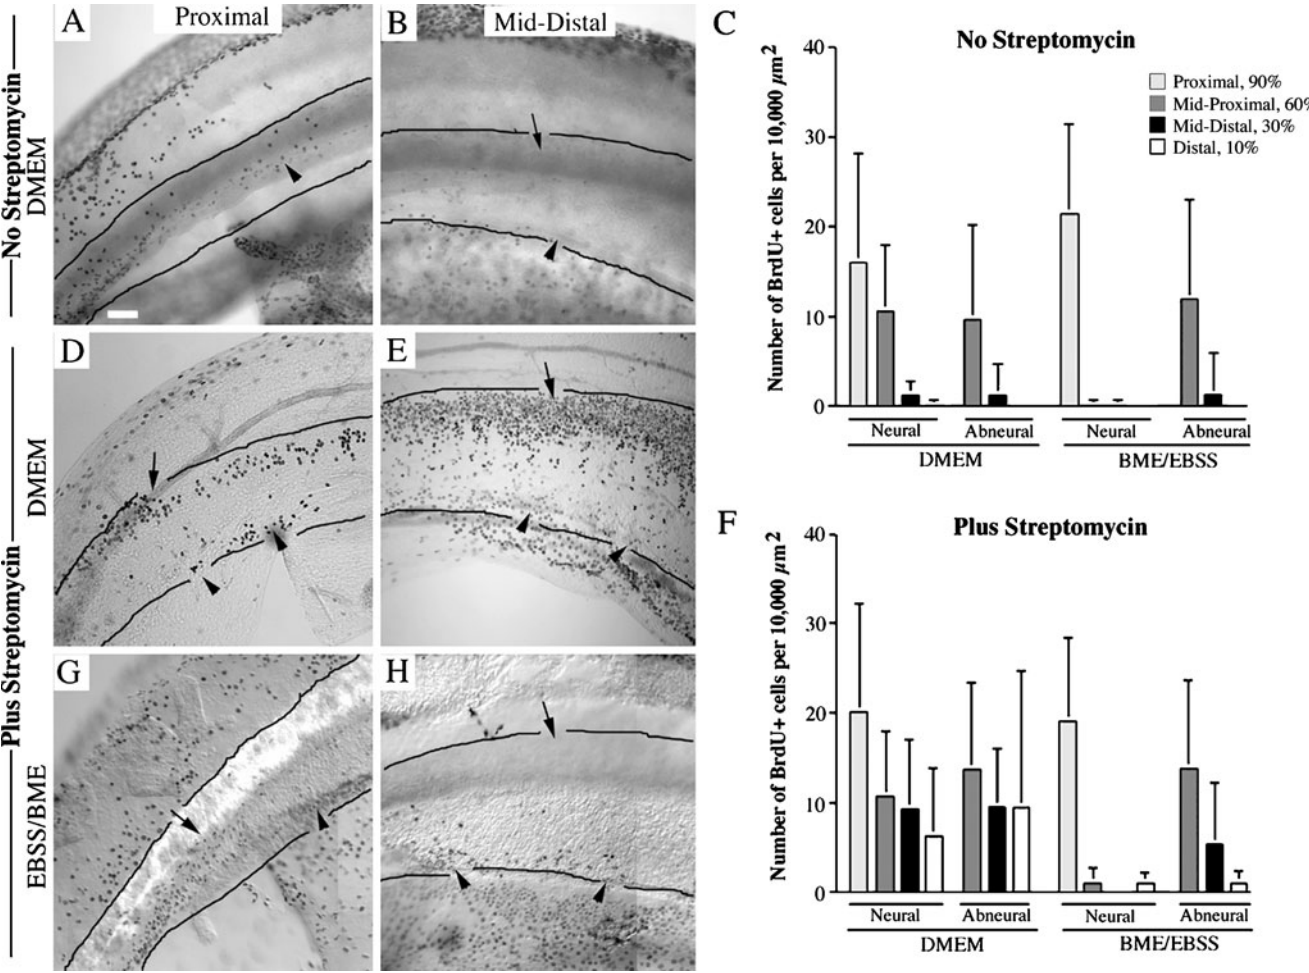 A
Proximal
B
Mid-Distal
No Streptomycin
DMEM
C
No Streptomycin
Number of BrdU+ cells per 10,000 µm²
40
30
20
10
0
Proximal, 90%
Mid-Proximal, 60%
Mid-Distal, 30%
Distal, 10%
Neural
Abneural
Neural
Abneural
DMEM
BME/EBSS
D
E
Plus Streptomycin
DMEM
F
Plus Streptomycin
Number of BrdU+ cells per 10,000 µm²
40
30
20
10
0
Neural
Abneural
Neural
Abneural
DMEM
BME/EBSS
G
H
EBSS/BME